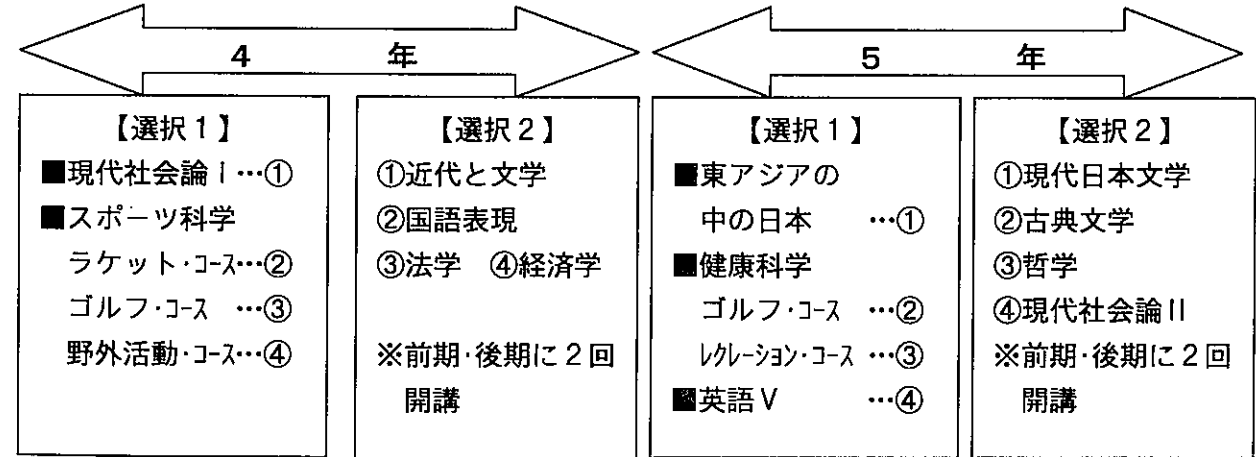 4 年
【選択1】
■現代社会論Ⅰ…①
■スポーツ科学
ラケット・コース…②
ゴルフ・コース …③
野外活動・コース…④
【選択2】
①近代と文学
②国語表現
③法学 ④経済学
※前期・後期に2回
開講
5 年
【選択1】
■東アジアの
中の日本 …①
■健康科学
ゴルフ・コース …②
レクレーション・コース …③
■英語Ⅴ …④
【選択2】
①現代日本文学
②古典文学
③哲学
④現代社会論II
※前期・後期に2回
開講